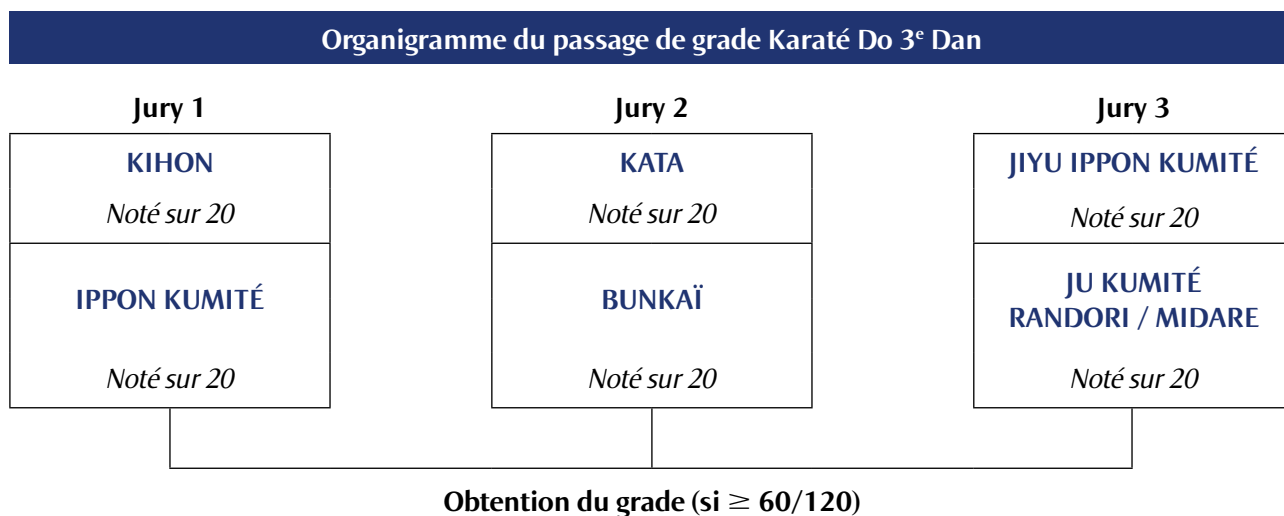 Organigramme du passage de grade Karaté Do 3e Dan
Jury 1
KIHON
Noté sur 20
IPPON KUMITÉ
Noté sur 20
Jury 2
KATA
Noté sur 20
BUNKAÏ
Noté sur 20
Jury 3
JIYU IPPON KUMITÉ
Noté sur 20
JU KUMITÉ
RANDORI / MIDARE
Noté sur 20
Obtention du grade (si ≥ 60/120)